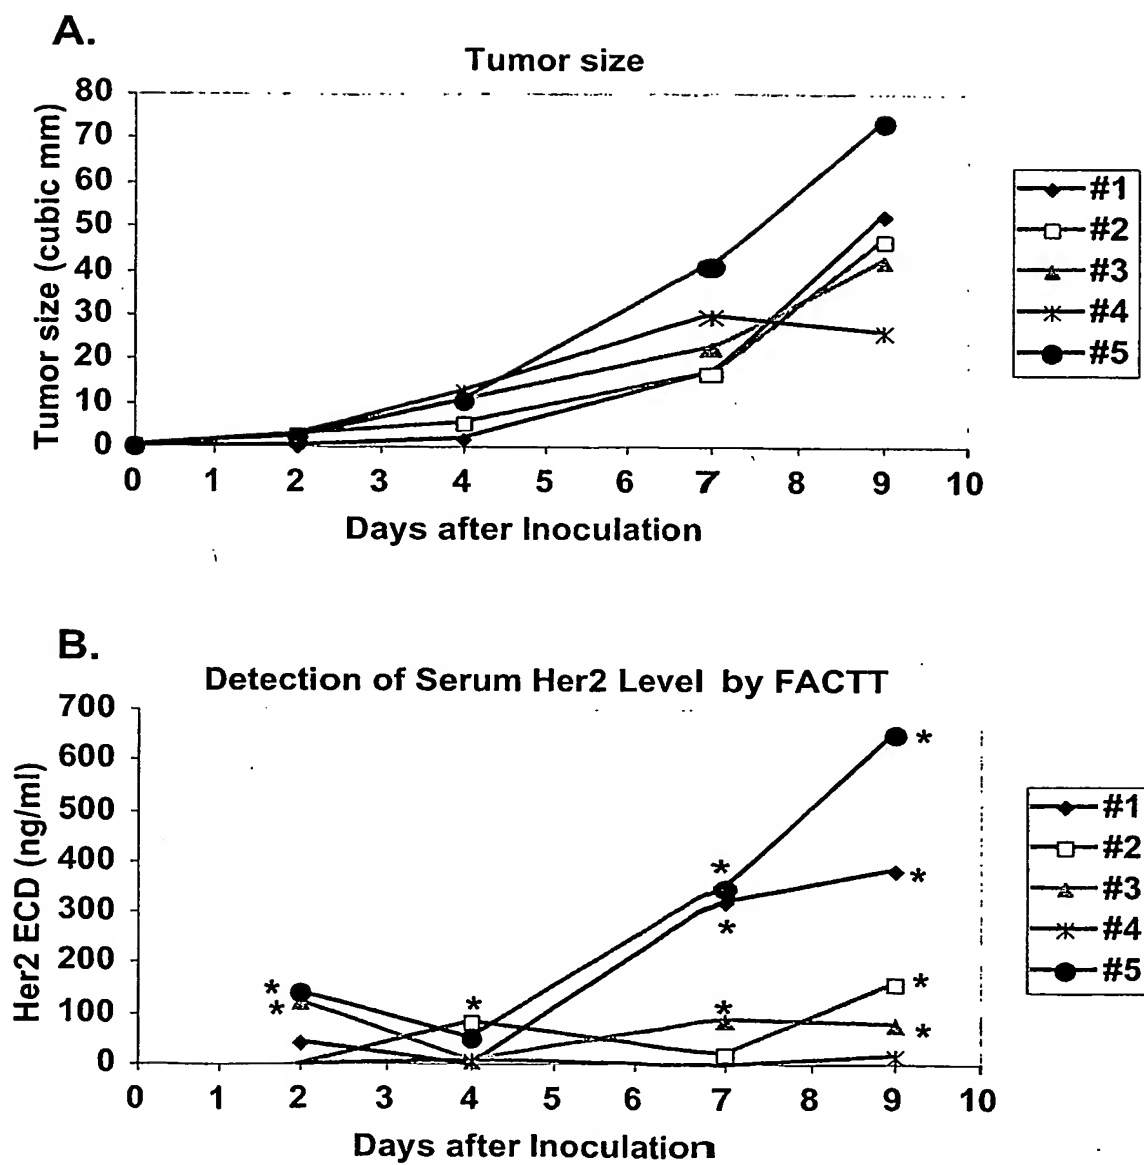 A.
Tumor size
80
70
60
50
40
30
20
10
0
Tumor size (cubic mm)
0 1 2 3 4 5 6 7 8 9 10
Days after Inoculation
#1
#2
#3
#4
#5
B.
Detection of Serum Her2 Level by FACTT
700
600
500
400
300
200
100
0
Her2 ECD (ng/ml)
* * * * * * * * * *
0 1 2 3 4 5 6 7 8 9 10
Days after Inoculation
#1
#2
#3
#4
#5